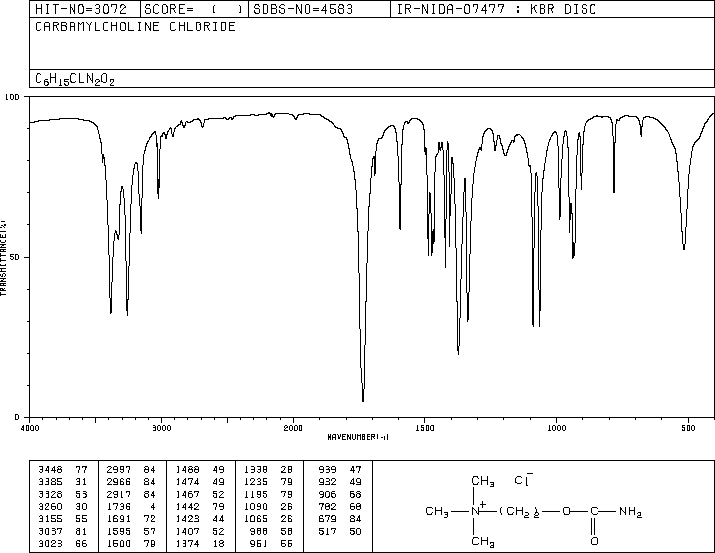 HIT-NO=3072 SCORE= ( ) SDBS-NO=4583 IR-NIDA-07477 : KBR DISC
CARBAMYLCHOLINE CHLORIDE
C6H15CLN2O2
100
50
0
TRANSMITTANCE(%)
4000 3000 2000 1500 1000 500
WAVENUMBER(-1)
3448 77 2997 84 1488 49 1338 28 939 47
3385 31 2966 84 1474 49 1235 79 932 49
3328 53 2917 84 1467 52 1195 79 906 68
3260 30 1736 4 1442 79 1090 26 782 68
3155 55 1691 72 1423 44 1065 26 679 84
3037 81 1595 57 1407 52 988 58 517 50
3023 66 1500 79 1374 18 951 55
CH3 Cl-
CH3 N+ (CH2)2 O C NH2
CH3 O